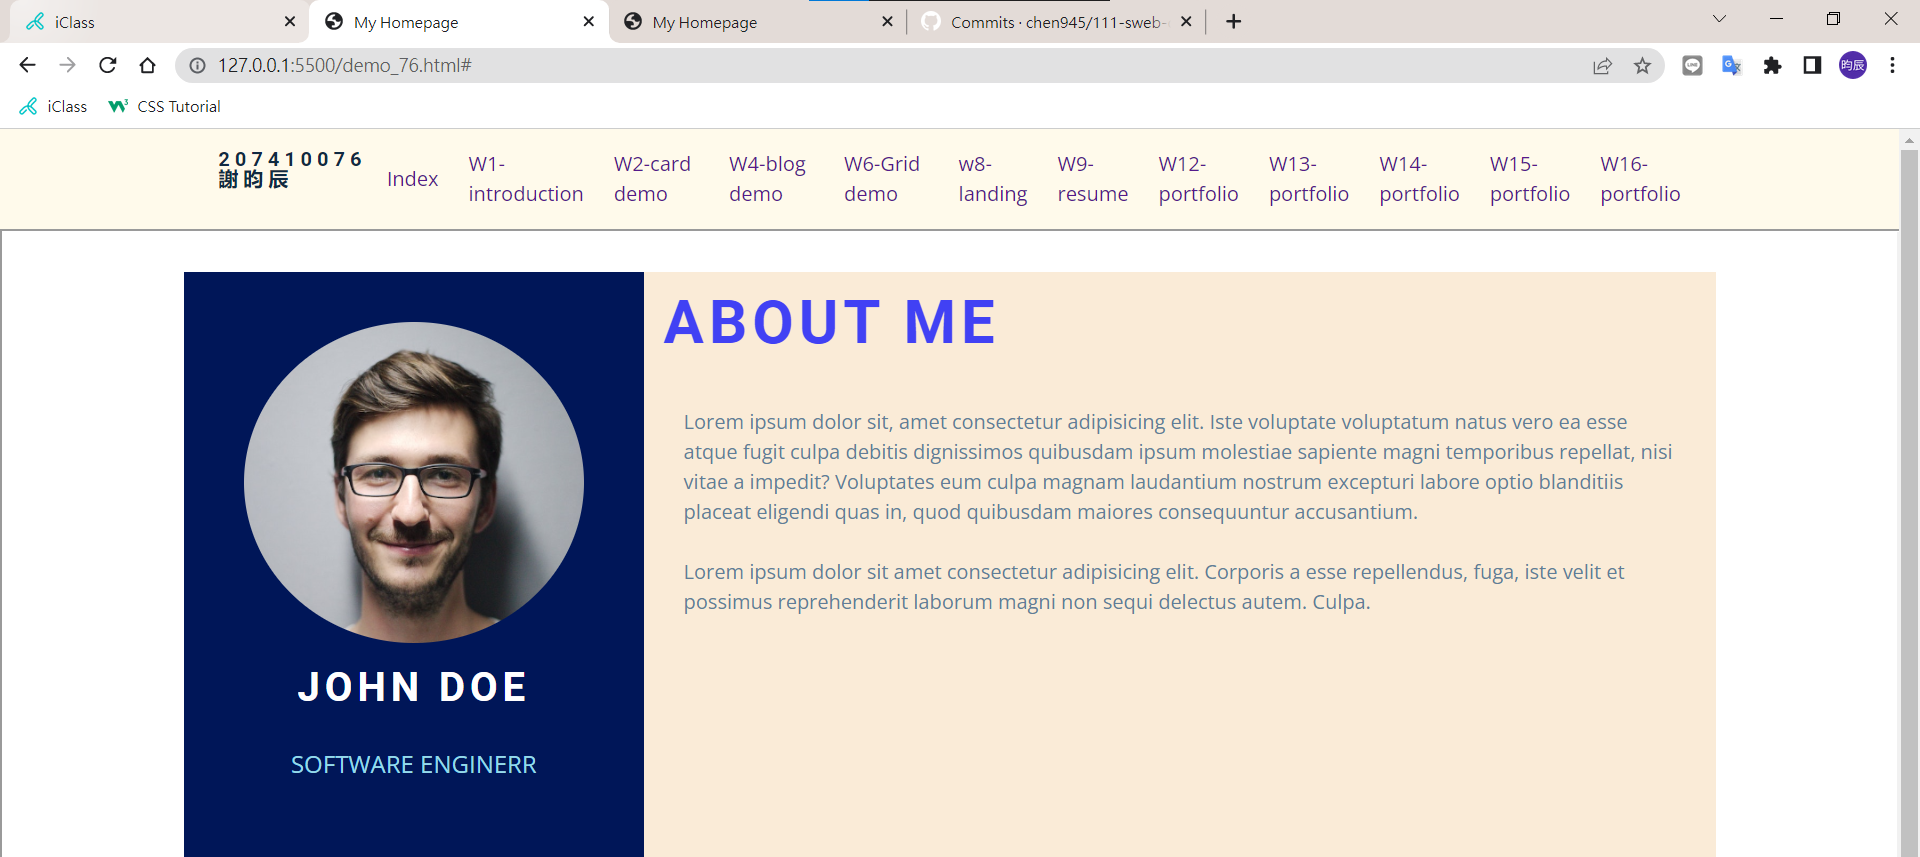 iClass
My Homepage
My Homepage
Commits · chen945/111-sweb-
127.0.0.1:5500/demo_76.html#
昀辰
iClass
CSS Tutorial
207410076
謝昀辰
Index
W1-
introduction
W2-card
demo
W4-blog
demo
W6-Grid
demo
w8-
landing
W9-
resume
W12-
portfolio
W13-
portfolio
W14-
portfolio
W15-
portfolio
W16-
portfolio
ABOUT ME
Lorem ipsum dolor sit, amet consectetur adipisicing elit. Iste voluptate voluptatum natus vero ea esse
atque fugit culpa debitis dignissimos quibusdam ipsum molestiae sapiente magni temporibus repellat, nisi
vitae a impedit? Voluptates eum culpa magnam laudantium nostrum excepturi labore optio blanditiis
placeat eligendi quas in, quod quibusdam maiores consequuntur accusantium.
Lorem ipsum dolor sit amet consectetur adipisicing elit. Corporis a esse repellendus, fuga, iste velit et
possimus reprehenderit laborum magni non sequi delectus autem. Culpa.
JOHN DOE
SOFTWARE ENGINERR